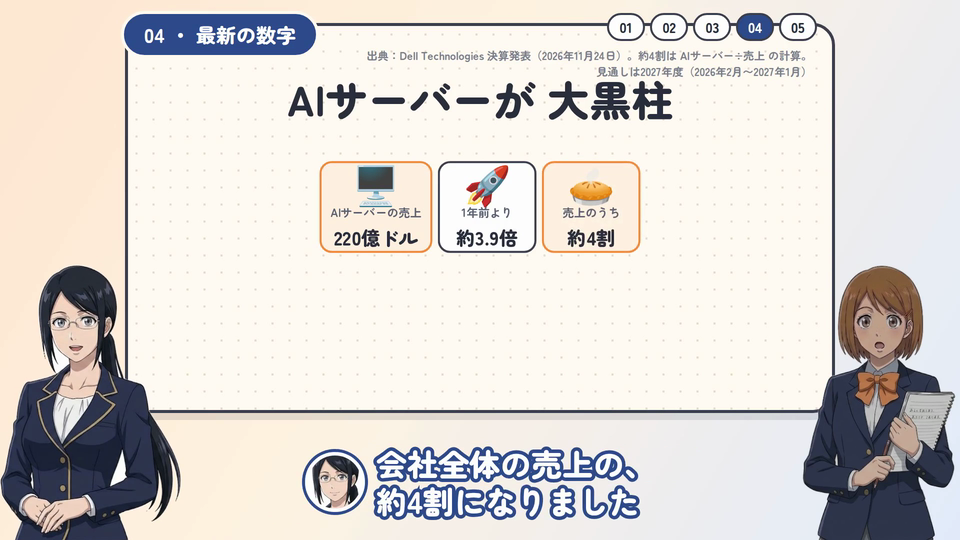 04 ・ 最新の数字
01 02 03 04 05
出典：Dell Technologies 決算発表（2026年11月24日）。約4割は AIサーバー÷売上 の計算。
見通しは2027年度（2026年2月〜2027年1月）
AIサーバーが 大黒柱
AIサーバーの売上
220億ドル
1年前より
約3.9倍
売上のうち
約4割
会社全体の売上の、
約4割になりました